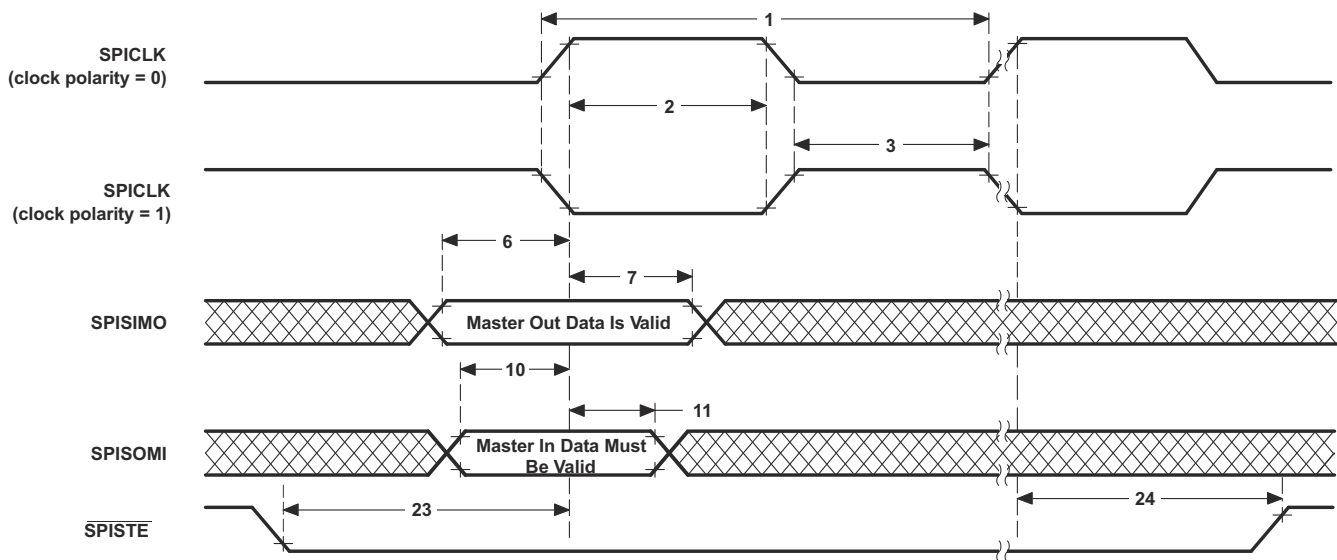 1
SPICLK
(clock polarity = 0)
2
3
SPICLK
(clock polarity = 1)
6
7
SPISIMO
Master Out Data Is Valid
10
11
SPISOMI
Master In Data Must
Be Valid
23
24
SPISTE